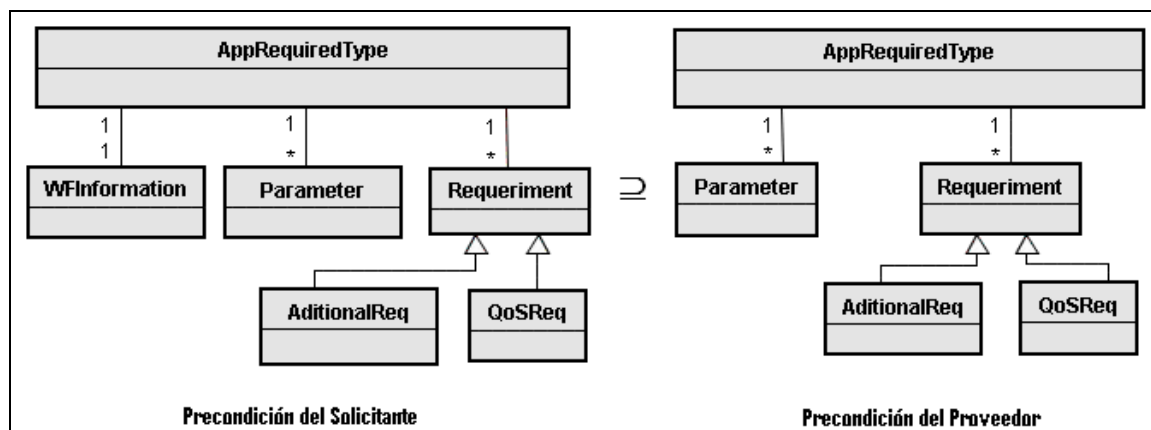 AppRequiredType
AppRequiredType
1
1
1
1
1
1
*
*
*
*
WFInformation
Parameter
Requeriment
⊇
Parameter
Requeriment
AditionalReq
QoSReq
AditionalReq
QoSReq
Precondición del Solicitante
Precondición del Proveedor